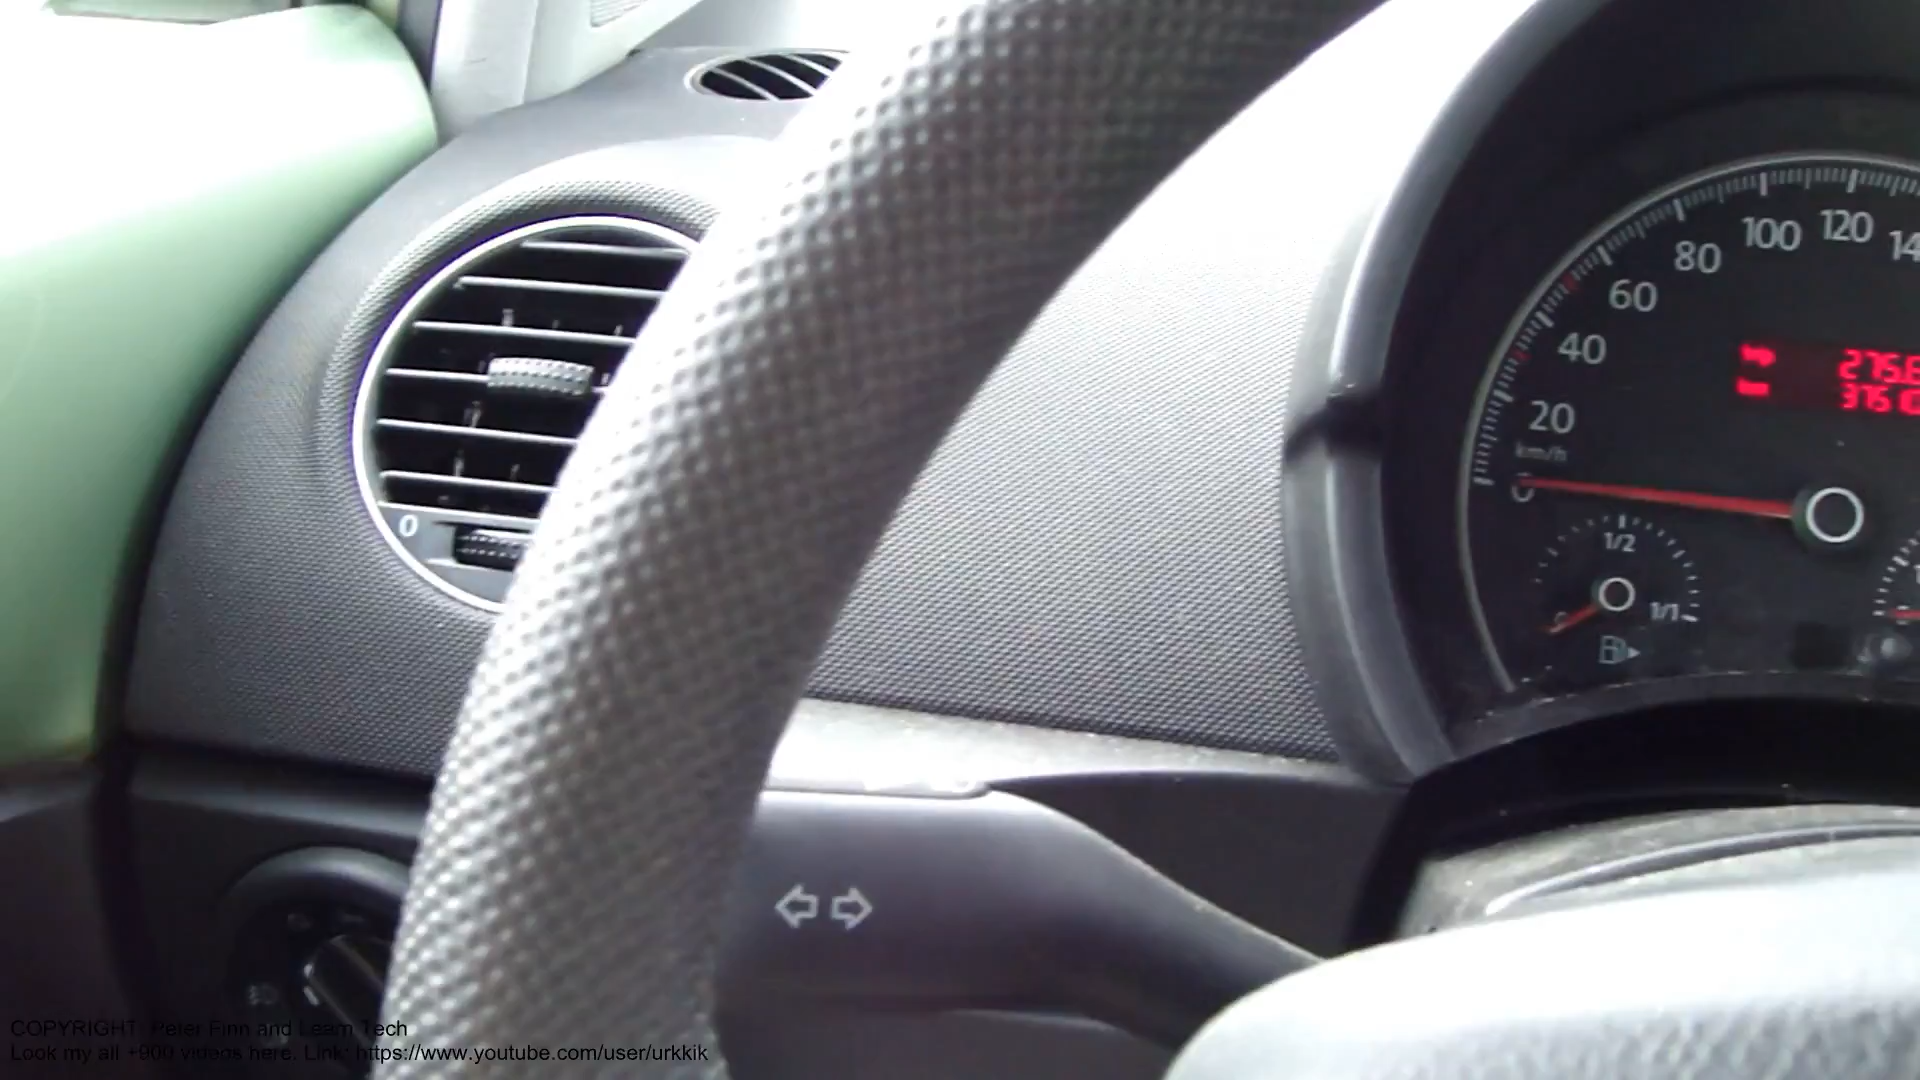 80 100 120
60
40
20
km/h
1/2
1/1
0
COPYRIGHT Peter Finn and Learn Tech
Look my all +900 videos here. Link: https://www.youtube.com/user/urkkik